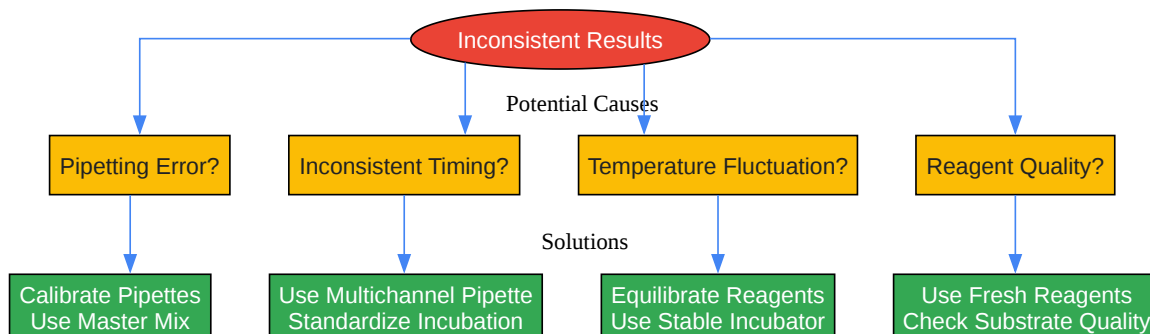 Inconsistent Results
Potential Causes
Pipetting Error?
Inconsistent Timing?
Temperature Fluctuation?
Reagent Quality?
Solutions
Calibrate Pipettes
Use Master Mix
Use Multichannel Pipette
Standardize Incubation
Equilibrate Reagents
Use Stable Incubator
Use Fresh Reagents
Check Substrate Quality